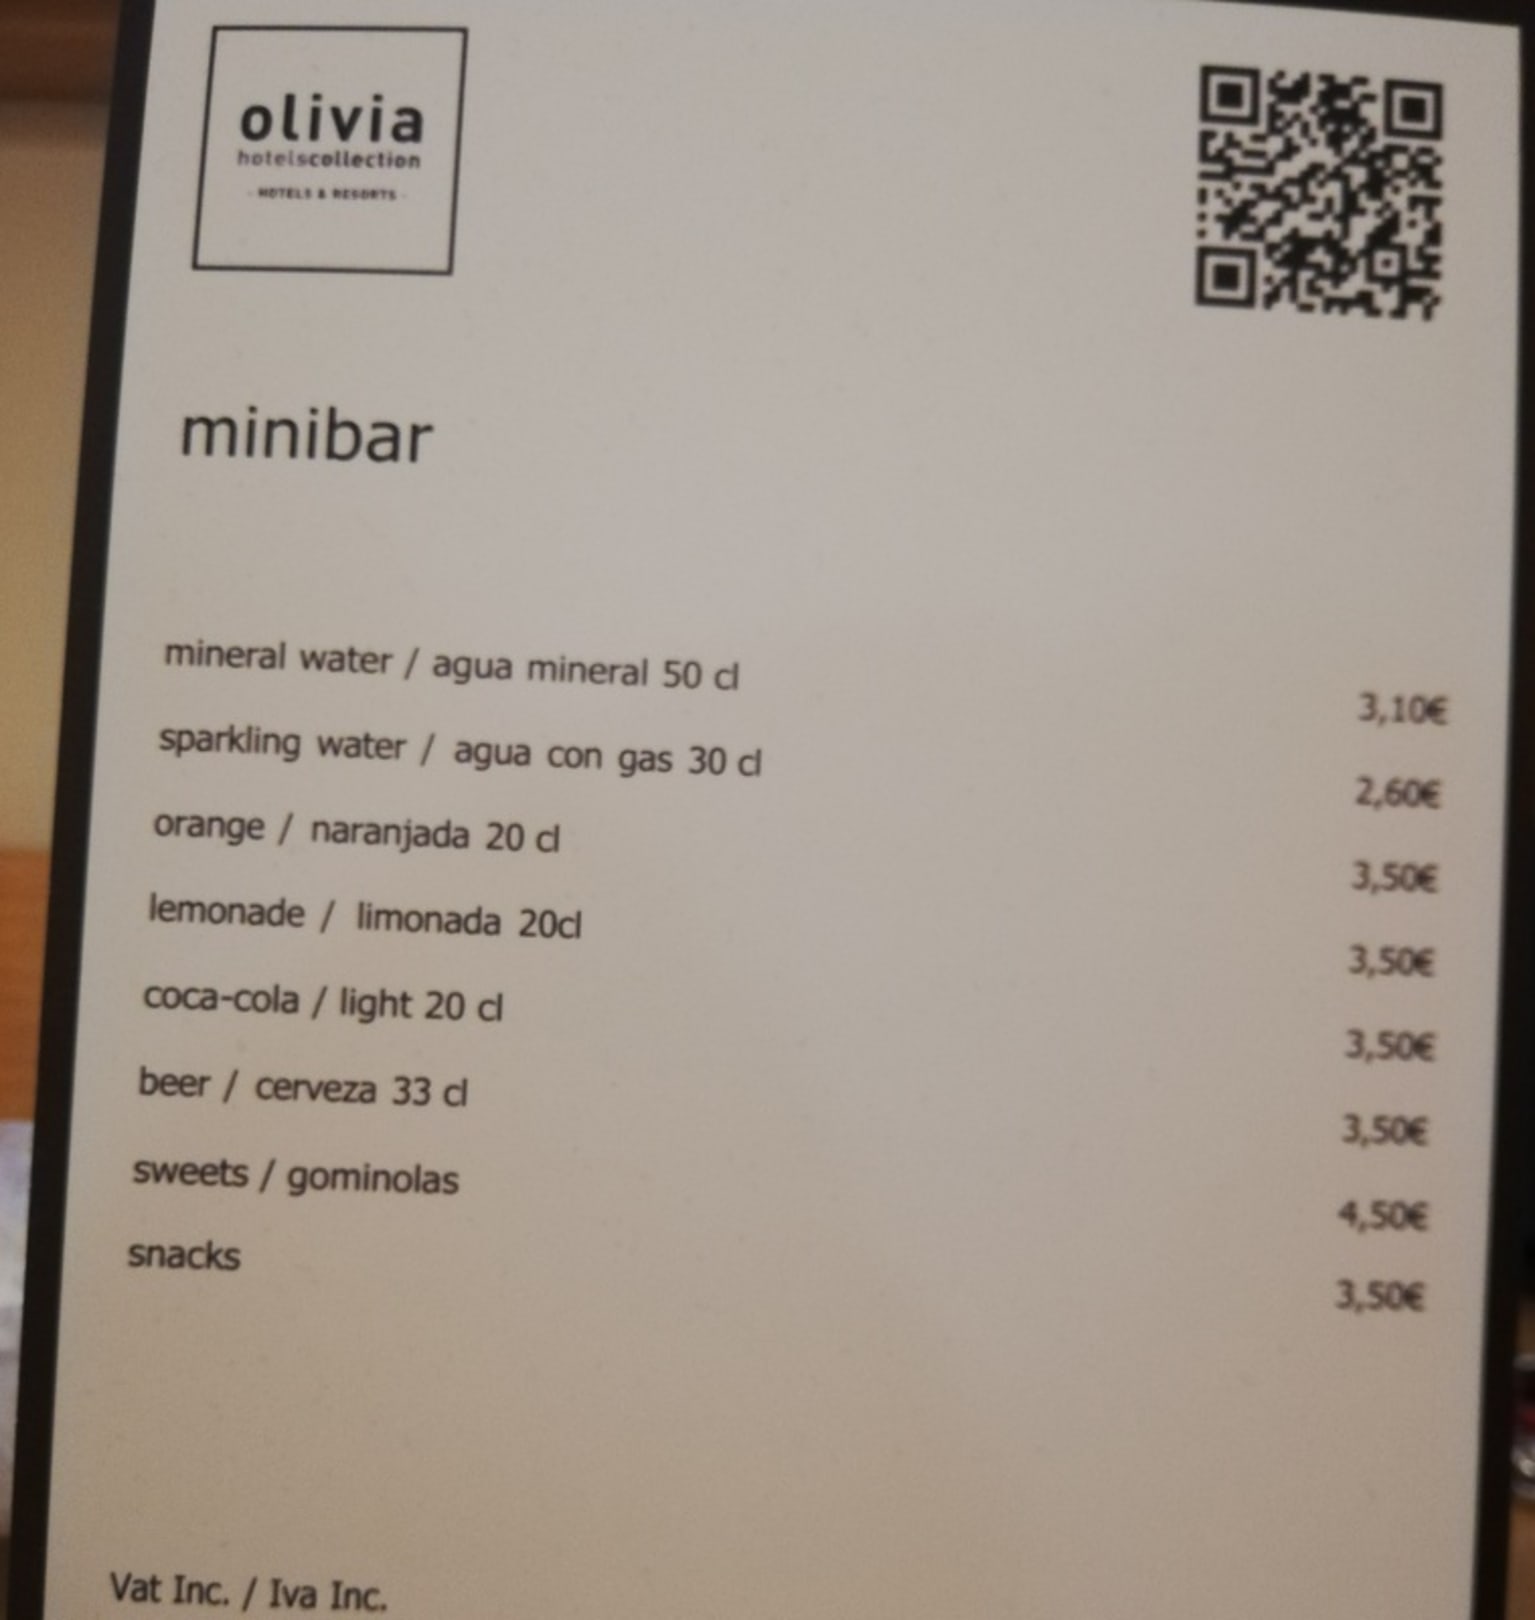 olivia
hotelscollection
- HOTELS & RESORTS -
minibar
mineral water / agua mineral 50 cl 3,10€
sparkling water / agua con gas 30 cl 2,60€
orange / naranjada 20 cl 3,50€
lemonade / limonada 20cl 3,50€
coca-cola / light 20 cl 3,50€
beer / cerveza 33 cl 3,50€
sweets / gominolas 4,50€
snacks 3,50€
Vat Inc. / Iva Inc.